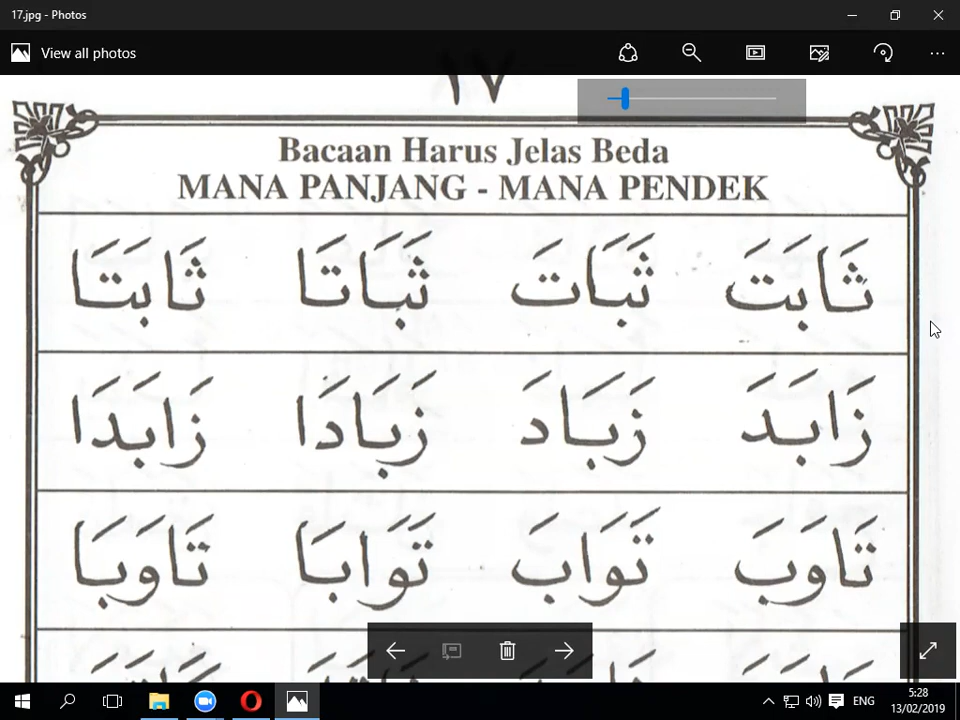 17.jpg - Photos
View all photos
١٧
Bacaan Harus Jelas Beda
MANA PANJANG - MANA PENDEK
ثَابَتَ ثَبَاتَ ثَبَاتَا ثَابَتَا
زَابَدَ زَبَادَ زَبَادَا زَابَدَا
تَاوَبَ تَوَابَ تَوَابَا تَاوَبَا
ENG
5:28
13/02/2019